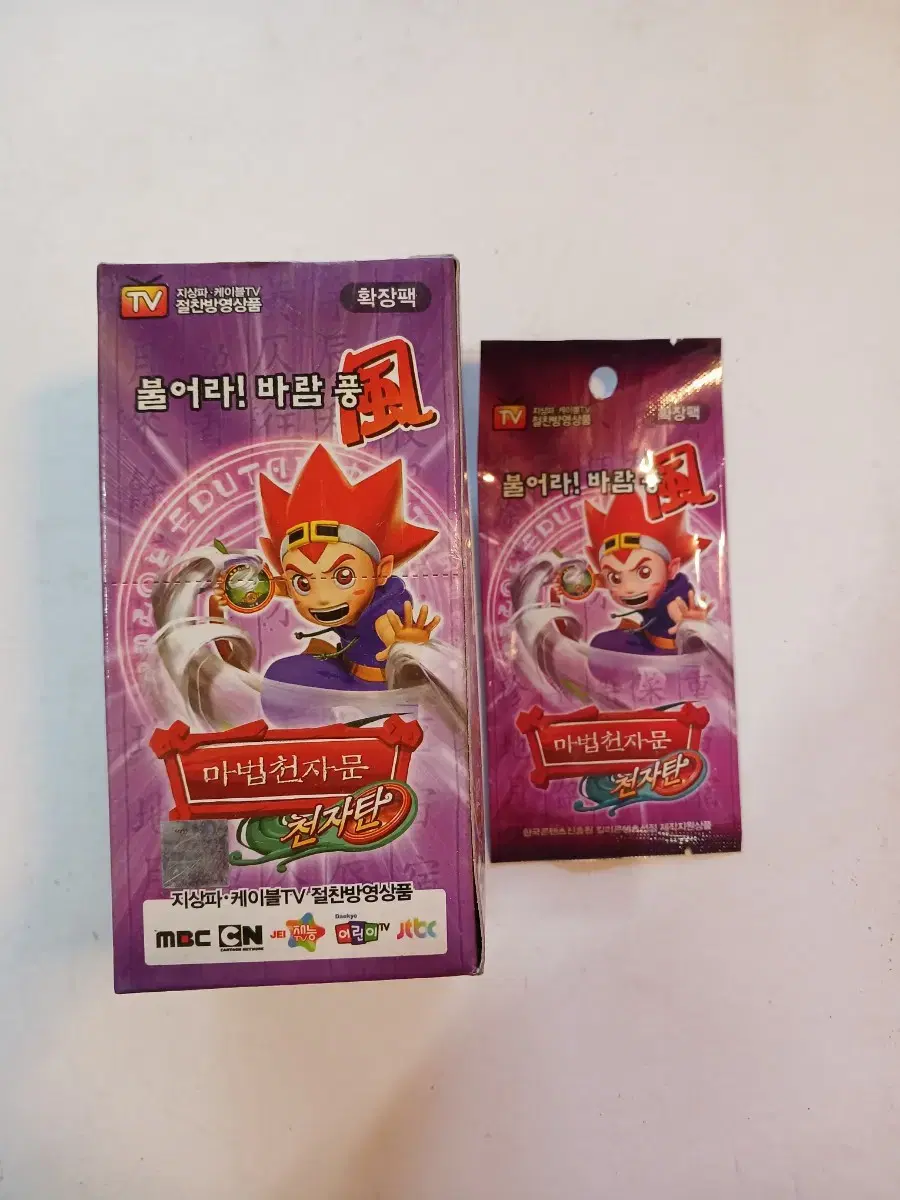 TV
지상파·케이블TV
절찬방영상품
확장팩
불어라! 바람 풍
風
EDUTA
마법천자문
천자탄
지상파·케이블TV 절찬방영상품
MBC CN JEI 재능 Daekyo 어린이TV jtbc
CARTOON NETWORK
TV
지상파·케이블TV
절찬방영상품
확장팩
불어라! 바람
風
EDUTA
마법천자문
천자탄